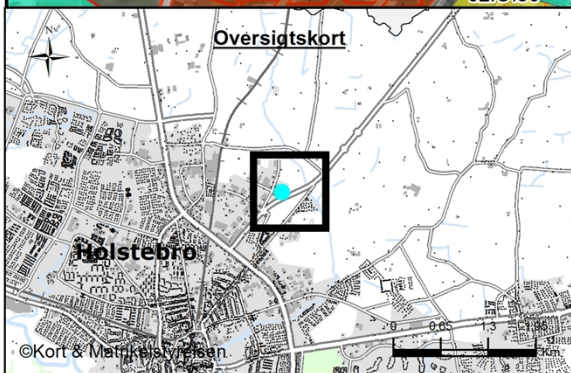 Oversigtskort
Holstebro
0 0,65 1,3 1,95
Km
©Kort & Matrikelstyrelsen